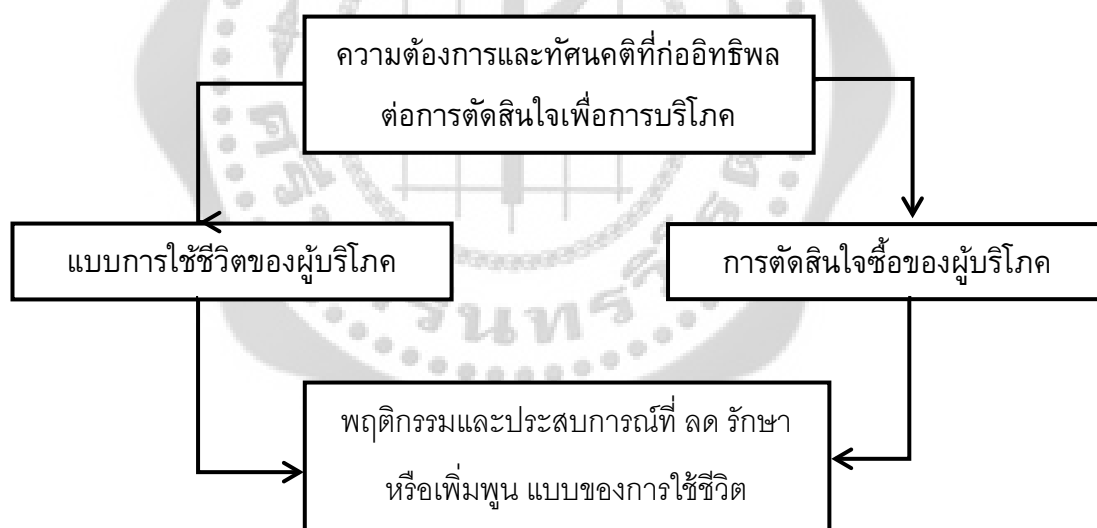 ความต้องการและทัศนคติที่ก่ออิทธิพล
ต่อการตัดสินใจเพื่อการบริโภค
แบบการใช้ชีวิตของผู้บริโภค
การตัดสินใจซื้อของผู้บริโภค
พฤติกรรมและประสบการณ์ที่ ลด รักษา
หรือเพิ่มพูน แบบของการใช้ชีวิต